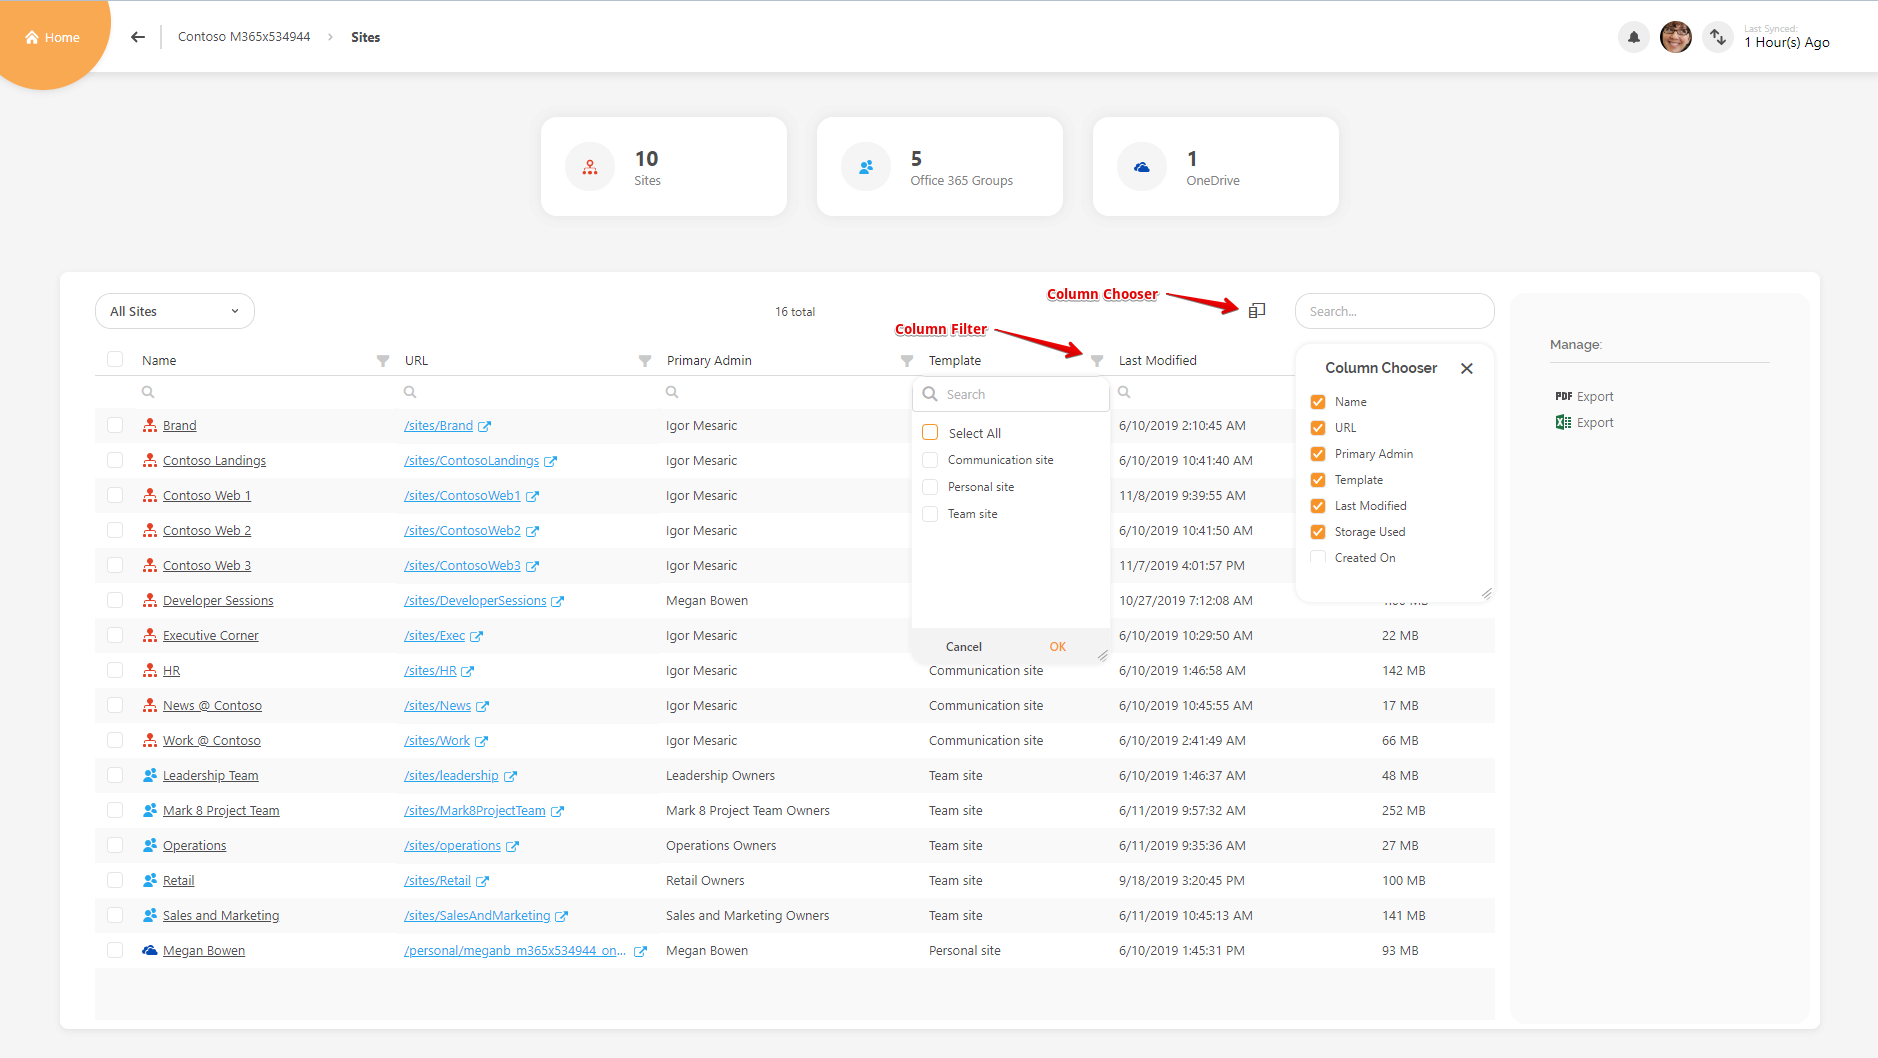 Home
Contoso M365x534944 > Sites
Last Synced:
1 Hour(s) Ago
10
Sites
5
Office 365 Groups
1
OneDrive
All Sites
16 total
Column Chooser
Search...
Column Filter
Name URL Primary Admin Template Last Modified
Search
Select All
Communication site
Personal site
Team site
Cancel OK
Column Chooser
Name
URL
Primary Admin
Template
Last Modified
Storage Used
Created On
Manage:
PDF Export
Export
Brand /sites/Brand Igor Mesaric 6/10/2019 2:10:45 AM
Contoso Landings /sites/ContosoLandings Igor Mesaric 6/10/2019 10:41:40 AM
Contoso Web 1 /sites/ContosoWeb1 Igor Mesaric 11/8/2019 9:39:55 AM
Contoso Web 2 /sites/ContosoWeb2 Igor Mesaric 6/10/2019 10:41:50 AM
Contoso Web 3 /sites/ContosoWeb3 Igor Mesaric 11/7/2019 4:01:57 PM
Developer Sessions /sites/DeveloperSessions Megan Bowen 10/27/2019 7:12:08 AM
Executive Corner /sites/Exec Igor Mesaric 6/10/2019 10:29:50 AM 22 MB
HR /sites/HR Igor Mesaric Communication site 6/10/2019 1:46:58 AM 142 MB
News @ Contoso /sites/News Igor Mesaric Communication site 6/10/2019 10:45:55 AM 17 MB
Work @ Contoso /sites/Work Igor Mesaric Communication site 6/10/2019 2:41:49 AM 66 MB
Leadership Team /sites/leadership Leadership Owners Team site 6/10/2019 1:46:37 AM 48 MB
Mark 8 Project Team /sites/Mark8ProjectTeam Mark 8 Project Team Owners Team site 6/11/2019 9:57:32 AM 252 MB
Operations /sites/operations Operations Owners Team site 6/11/2019 9:35:36 AM 27 MB
Retail /sites/Retail Retail Owners Team site 9/18/2019 3:20:45 PM 100 MB
Sales and Marketing /sites/SalesAndMarketing Sales and Marketing Owners Team site 6/11/2019 10:45:13 AM 141 MB
Megan Bowen /personal/meganb_m365x534944_on... Megan Bowen Personal site 6/10/2019 1:45:31 PM 93 MB